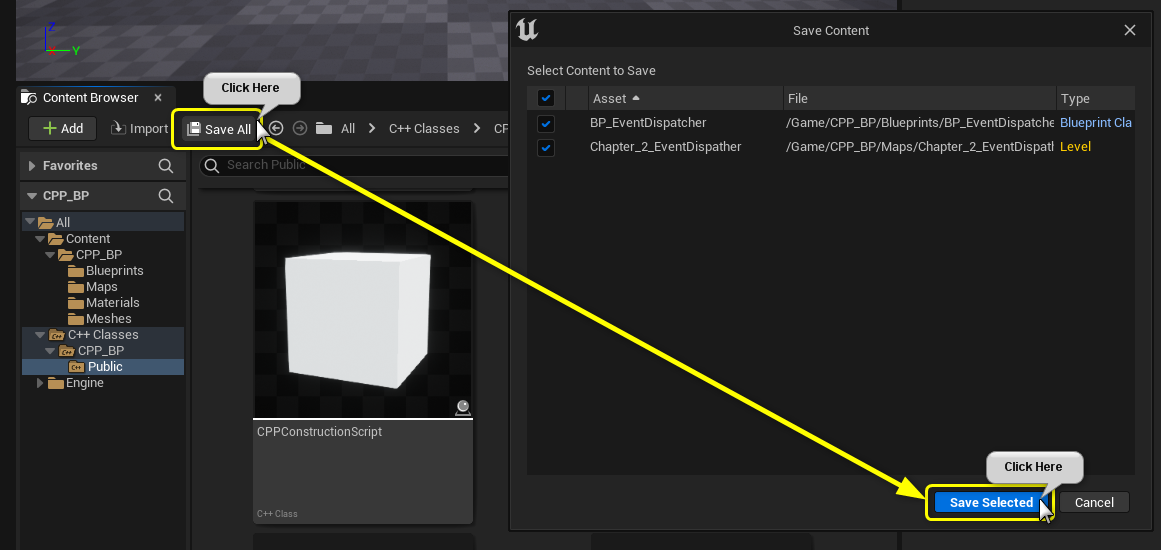 Z
Y
Click Here
Content Browser
Add
Import
Save All
All
C++ Classes
CP
Favorites
Search Public
CPP_BP
All
Content
CPP_BP
Blueprints
Maps
Materials
Meshes
C++ Classes
CPP_BP
Public
Engine
CPPConstructionScript
C++ Class
Save Content
Select Content to Save
Asset File Type
BP_EventDispatcher /Game/CPP_BP/Blueprints/BP_EventDispatche Blueprint Cla
Chapter_2_EventDispather /Game/CPP_BP/Maps/Chapter_2_EventDispatl Level
Click Here
Save Selected
Cancel